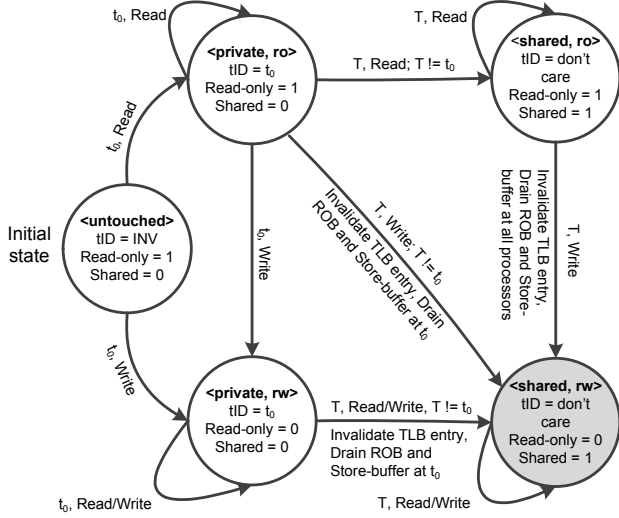 t0, Read
<private, ro>
tID = t0
Read-only = 1
Shared = 0
T, Read; T != t0
T, Read
<shared, ro>
tID = don't
care
Read-only = 1
Shared = 1
t0, Read
Initial
state
<untouched>
tID = INV
Read-only = 1
Shared = 0
t0, Write
T, Write; T != t0
Invalidate TLB entry, Drain
ROB and Store-buffer at t0
T, Write
Invalidate TLB entry,
Drain ROB and Store-
buffer at all processors
t0, Write
<private, rw>
tID = t0
Read-only = 0
Shared = 0
T, Read/Write, T != t0
Invalidate TLB entry,
Drain ROB and
Store-buffer at t0
<shared, rw>
tID = don't
care
Read-only = 0
Shared = 1
t0, Read/Write
T, Read/Write